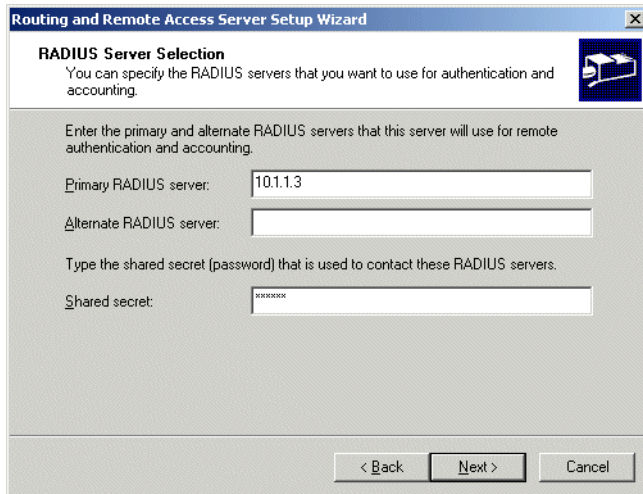 Routing and Remote Access Server Setup Wizard
RADIUS Server Selection
You can specify the RADIUS servers that you want to use for authentication and
accounting.
Enter the primary and alternate RADIUS servers that this server will use for remote
authentication and accounting.
Primary RADIUS server: 10.1.1.3
Alternate RADIUS server:
Type the shared secret (password) that is used to contact these RADIUS servers.
Shared secret: ******
< Back Next > Cancel